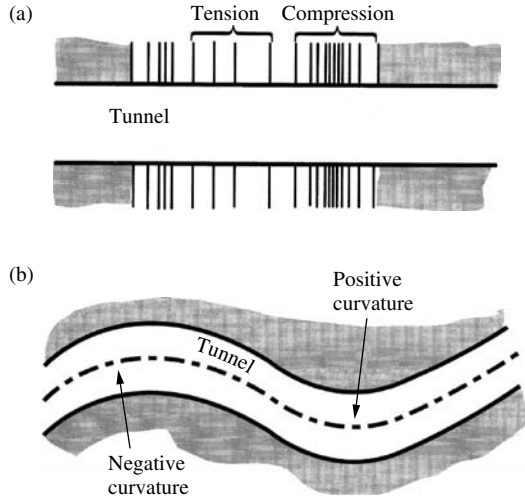 (a)
Tension
Compression
Tunnel
(b)
Positive
curvature
Tunnel
Negative
curvature